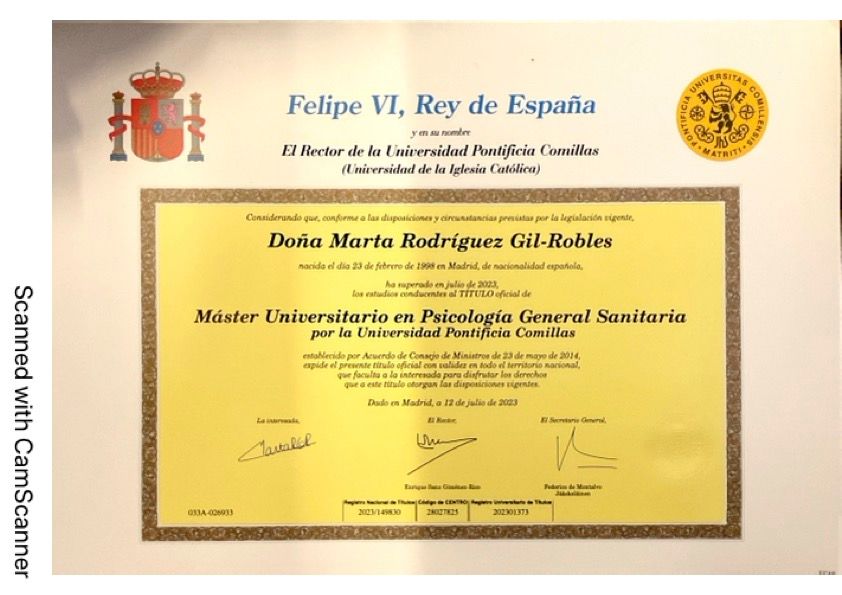 Felipe VI, Rey de España
y en su nombre
El Rector de la Universidad Pontificia Comillas
(Universidad de la Iglesia Católica)
PONTIFICIA UNIVERSITAS COMILLENSIS
MATRITI
Considerando que, conforme a las disposiciones y circunstancias previstas por la legislación vigente,
Doña Marta Rodríguez Gil-Robles
nacida el día 23 de febrero de 1998 en Madrid, de nacionalidad española,
ha superado en julio de 2023,
los estudios conducentes al TÍTULO oficial de
Máster Universitario en Psicología General Sanitaria
por la Universidad Pontificia Comillas
establecido por Acuerdo de Consejo de Ministros de 23 de mayo de 2014,
expide el presente título oficial con validez en todo el territorio nacional,
que faculta a la interesada para disfrutar los derechos
que a este título otorgan las disposiciones vigentes.
Dado en Madrid, a 12 de julio de 2023
La interesada,
El Rector,
El Secretario General,
Enrique Sanz Giménez-Rico
Federico de Montalvo
Jääskeläinen
Registro Nacional de Títulos
Código de CENTRO
Registro Universitario de Títulos
033A-026933
2023/149830
28027825
202301373
Scanned with CamScanner